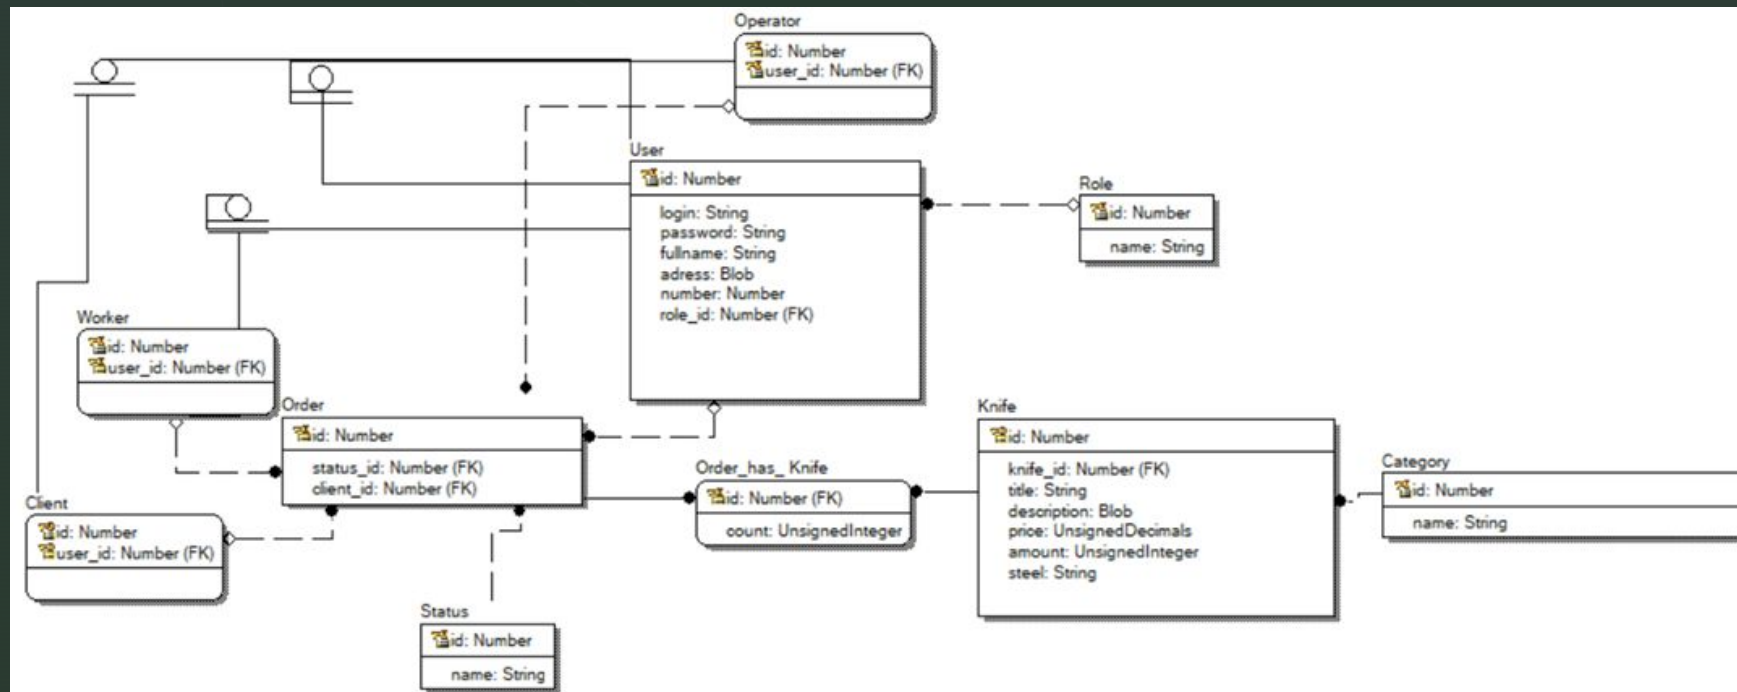 Operator
id: Number
user_id: Number (FK)
User
id: Number
login: String
password: String
fullname: String
adress: Blob
number: Number
role_id: Number (FK)
Role
id: Number
name: String
Worker
id: Number
user_id: Number (FK)
Order
id: Number
status_id: Number (FK)
client_id: Number (FK)
Client
id: Number
user_id: Number (FK)
Order_has_ Knife
id: Number (FK)
count: UnsignedInteger
Knife
id: Number
knife_id: Number (FK)
title: String
description: Blob
price: UnsignedDecimals
amount: UnsignedInteger
steel: String
Category
id: Number
name: String
Status
id: Number
name: String